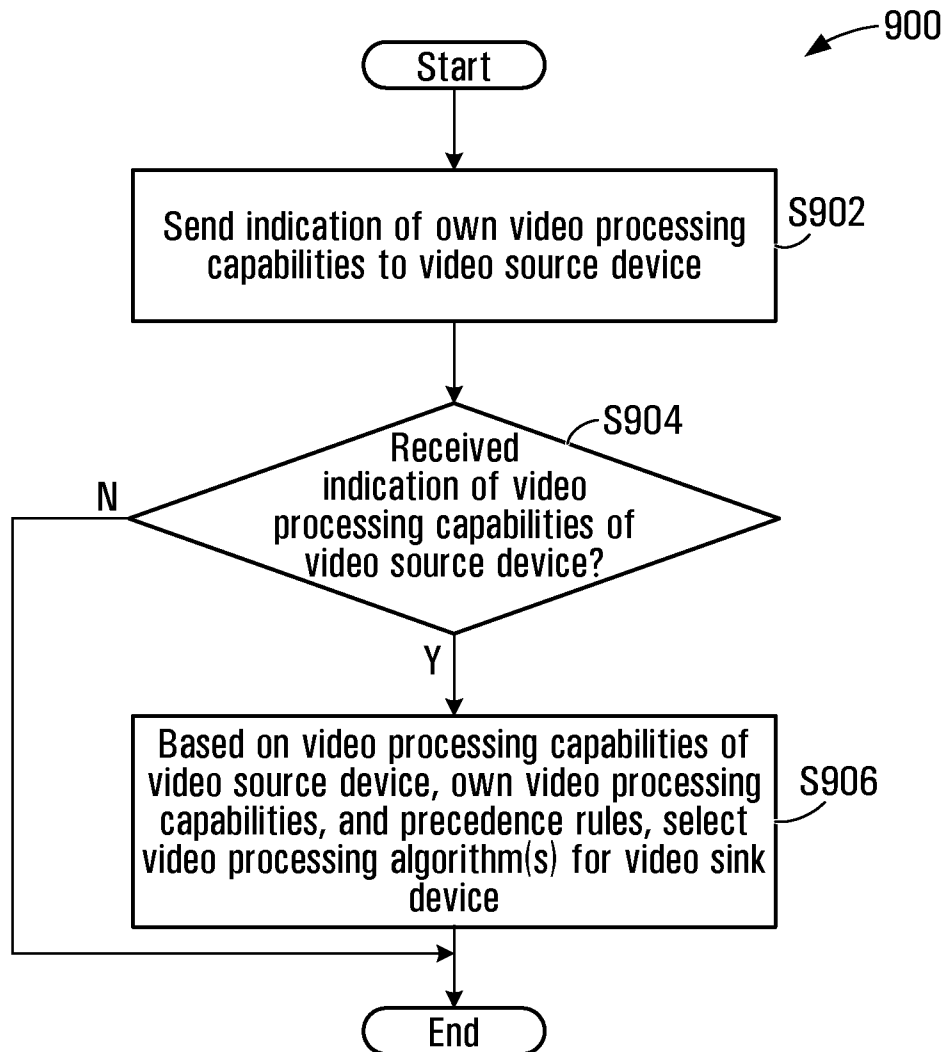 900
Start
Send indication of own video processing
capabilities to video source device
S902
S904
Received
indication of video
processing capabilities of
video source device?
N
Y
Based on video processing capabilities of
video source device, own video processing
capabilities, and precedence rules, select
video processing algorithm(s) for video sink
device
S906
End